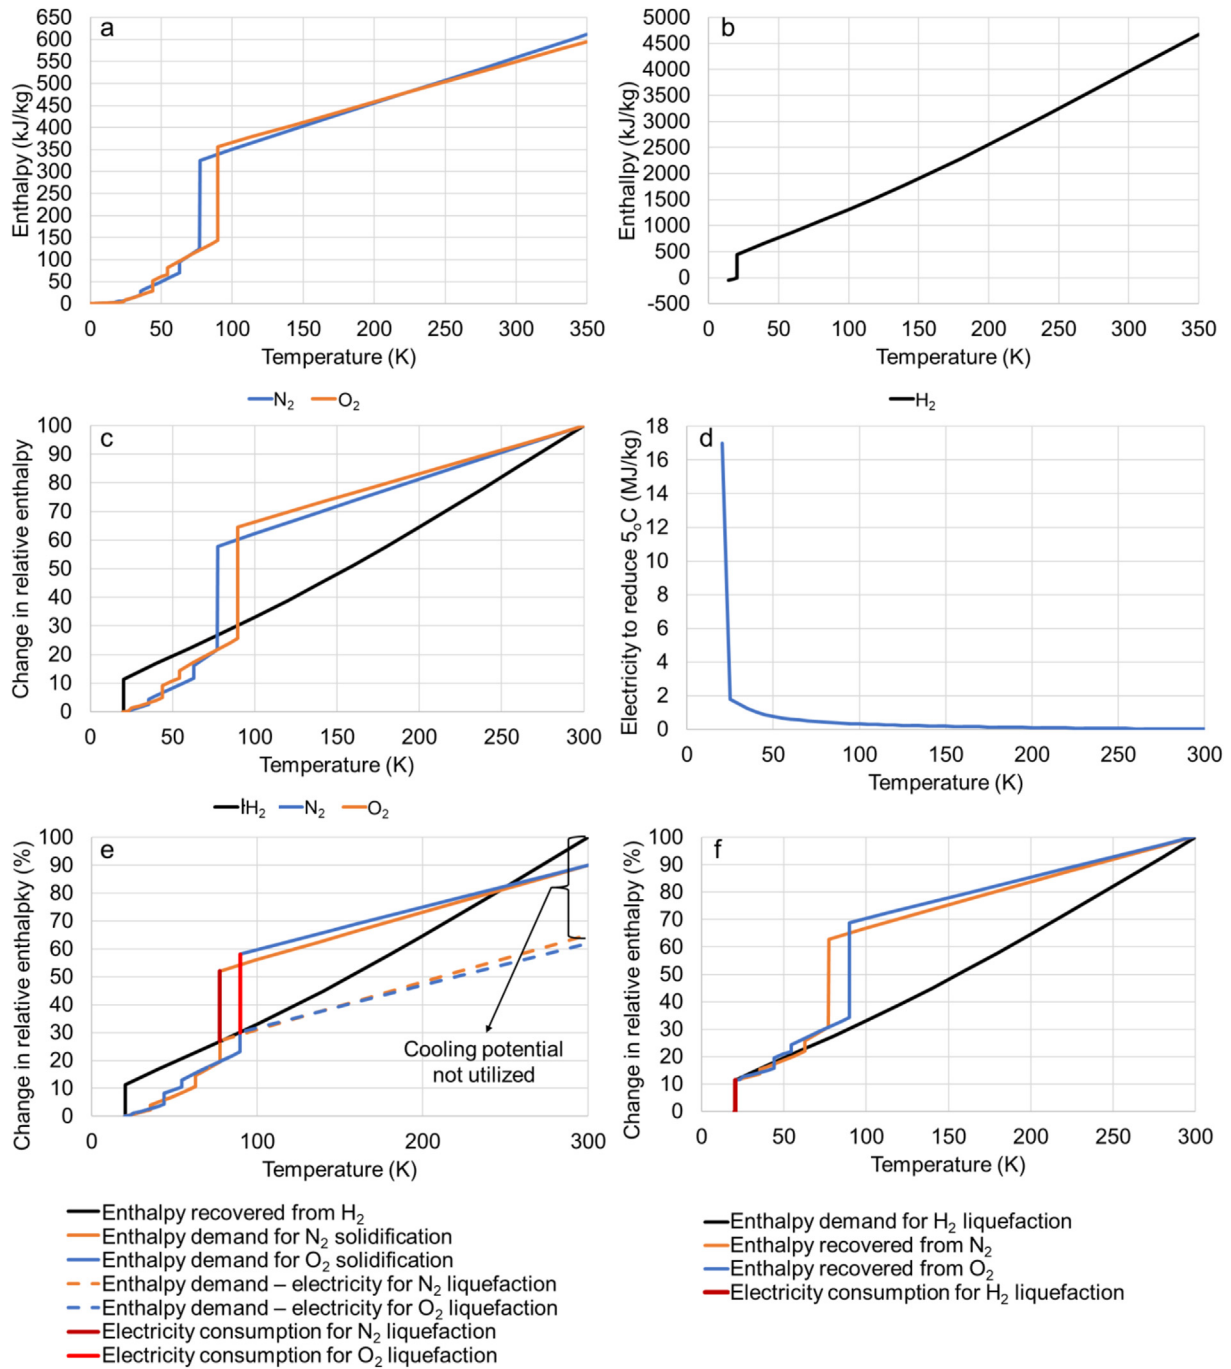 a
650
600
550
500
450
400
350
300
250
200
150
100
50
0
Enthalpy (kJ/kg)
0 50 100 150 200 250 300 350
Temperature (K)
N2 O2
b
5000
4500
4000
3500
3000
2500
2000
1500
1000
500
0
-500
Enthallpy (kJ/kg)
0 50 100 150 200 250 300 350
Temperature (K)
H2
c
100
90
80
70
60
50
40
30
20
10
0
Change in relative enthalpy
0 50 100 150 200 250 300
Temperature (K)
H2 N2 O2
d
18
16
14
12
10
8
6
4
2
0
Electricity to reduce 5oC (MJ/kg)
0 50 100 150 200 250 300
Temperature (K)
e
100
90
80
70
60
50
40
30
20
10
0
Change in relative enthalpky (%)
Cooling potential
not utilized
0 100 200 300
Temperature (K)
Enthalpy recovered from H2
Enthalpy demand for N2 solidification
Enthalpy demand for O2 solidification
Enthalpy demand – electricity for N2 liquefaction
Enthalpy demand – electricity for O2 liquefaction
Electricity consumption for N2 liquefaction
Electricity consumption for O2 liquefaction
f
100
90
80
70
60
50
40
30
20
10
0
Change in relative enthalpy (%)
0 50 100 150 200 250 300
Temperature (K)
Enthalpy demand for H2 liquefaction
Enthalpy recovered from N2
Enthalpy recovered from O2
Electricity consumption for H2 liquefaction